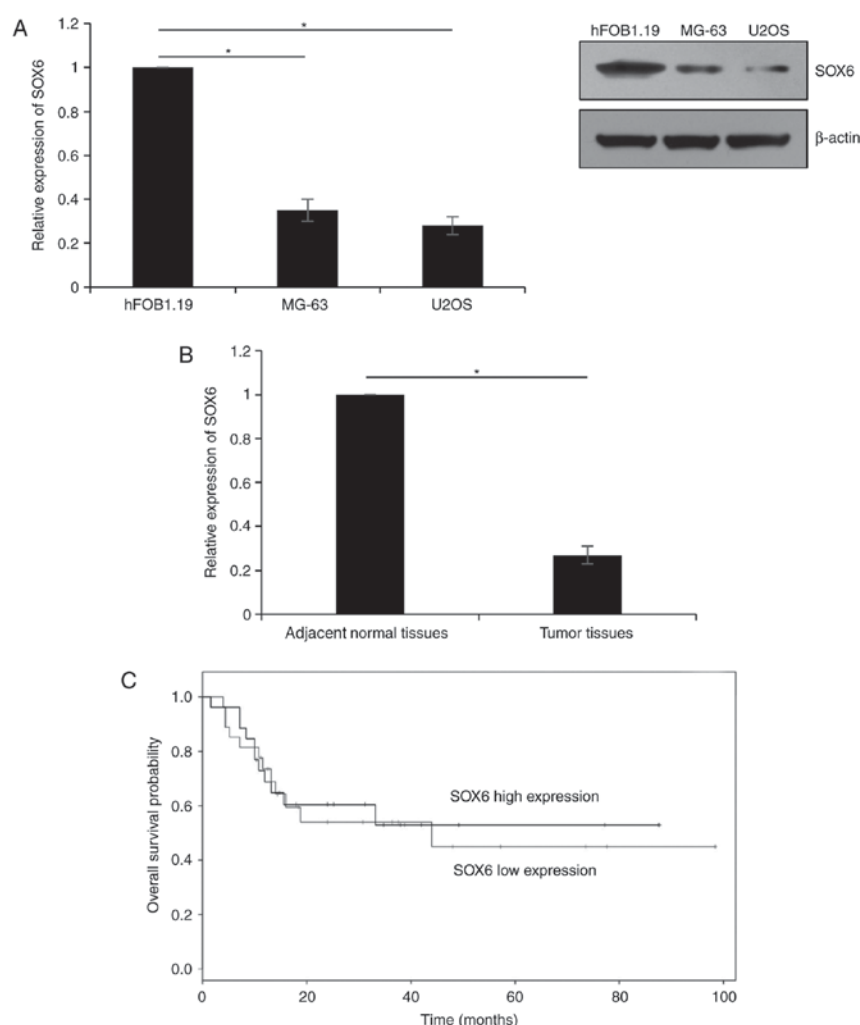 A
Relative expression of SOX6
1.2
1
0.8
0.6
0.4
0.2
0
*
*
hFOB1.19 MG-63 U2OS
hFOB1.19 MG-63 U2OS
SOX6
β-actin
B
Relative expression of SOX6
1.2
1
0.8
0.6
0.4
0.2
0
*
Adjacent normal tissues Tumor tissues
C
Overall survival probability
1.0
0.8
0.6
0.4
0.2
0.0
SOX6 high expression
SOX6 low expression
0 20 40 60 80 100
Time (months)